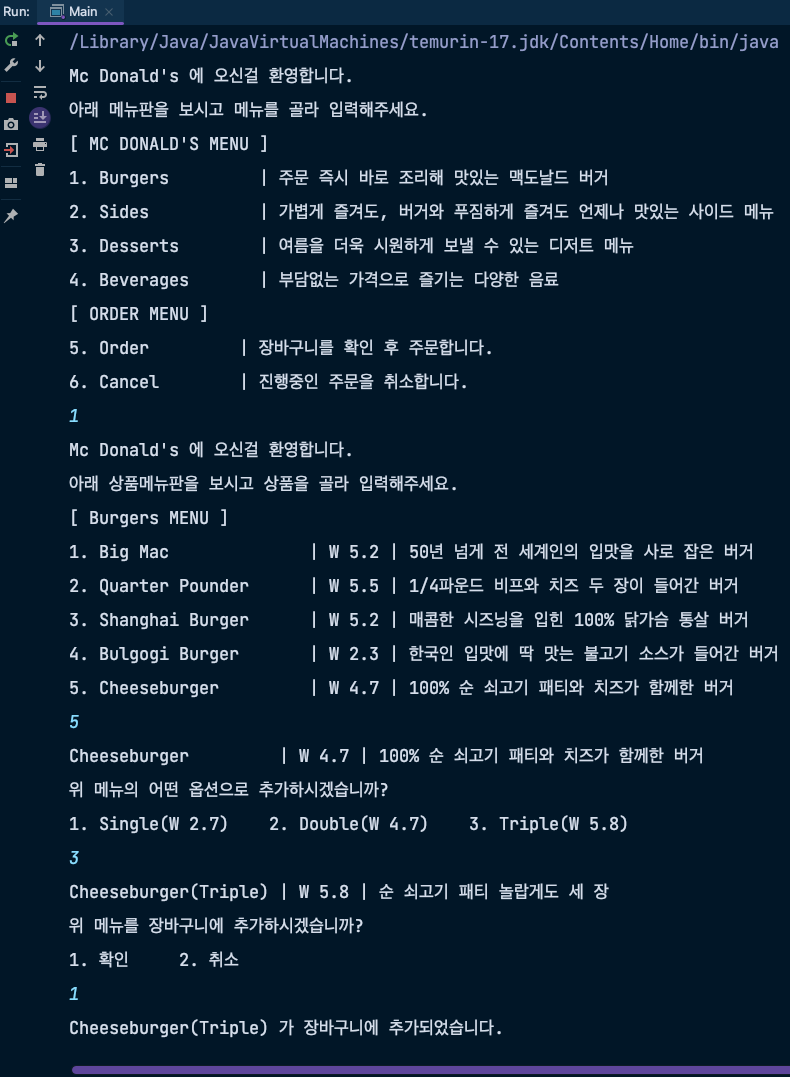 Run: Main ×
/Library/Java/JavaVirtualMachines/temurin-17.jdk/Contents/Home/bin/java
Mc Donald's 에 오신걸 환영합니다.
아래 메뉴판을 보시고 메뉴를 골라 입력해주세요.
[ MC DONALD'S MENU ]
1. Burgers | 주문 즉시 바로 조리해 맛있는 맥도날드 버거
2. Sides | 가볍게 즐겨도, 버거와 푸짐하게 즐겨도 언제나 맛있는 사이드 메뉴
3. Desserts | 여름을 더욱 시원하게 보낼 수 있는 디저트 메뉴
4. Beverages | 부담없는 가격으로 즐기는 다양한 음료
[ ORDER MENU ]
5. Order | 장바구니를 확인 후 주문합니다.
6. Cancel | 진행중인 주문을 취소합니다.
1
Mc Donald's 에 오신걸 환영합니다.
아래 상품메뉴판을 보시고 상품을 골라 입력해주세요.
[ Burgers MENU ]
1. Big Mac | W 5.2 | 50년 넘게 전 세계인의 입맛을 사로 잡은 버거
2. Quarter Pounder | W 5.5 | 1/4파운드 비프와 치즈 두 장이 들어간 버거
3. Shanghai Burger | W 5.2 | 매콤한 시즈닝을 입힌 100% 닭가슴 통살 버거
4. Bulgogi Burger | W 2.3 | 한국인 입맛에 딱 맞는 불고기 소스가 들어간 버거
5. Cheeseburger | W 4.7 | 100% 순 쇠고기 패티와 치즈가 함께한 버거
5
Cheeseburger | W 4.7 | 100% 순 쇠고기 패티와 치즈가 함께한 버거
위 메뉴의 어떤 옵션으로 추가하시겠습니까?
1. Single(W 2.7) 2. Double(W 4.7) 3. Triple(W 5.8)
3
Cheeseburger(Triple) | W 5.8 | 순 쇠고기 패티 놀랍게도 세 장
위 메뉴를 장바구니에 추가하시겠습니까?
1. 확인 2. 취소
1
Cheeseburger(Triple) 가 장바구니에 추가되었습니다.